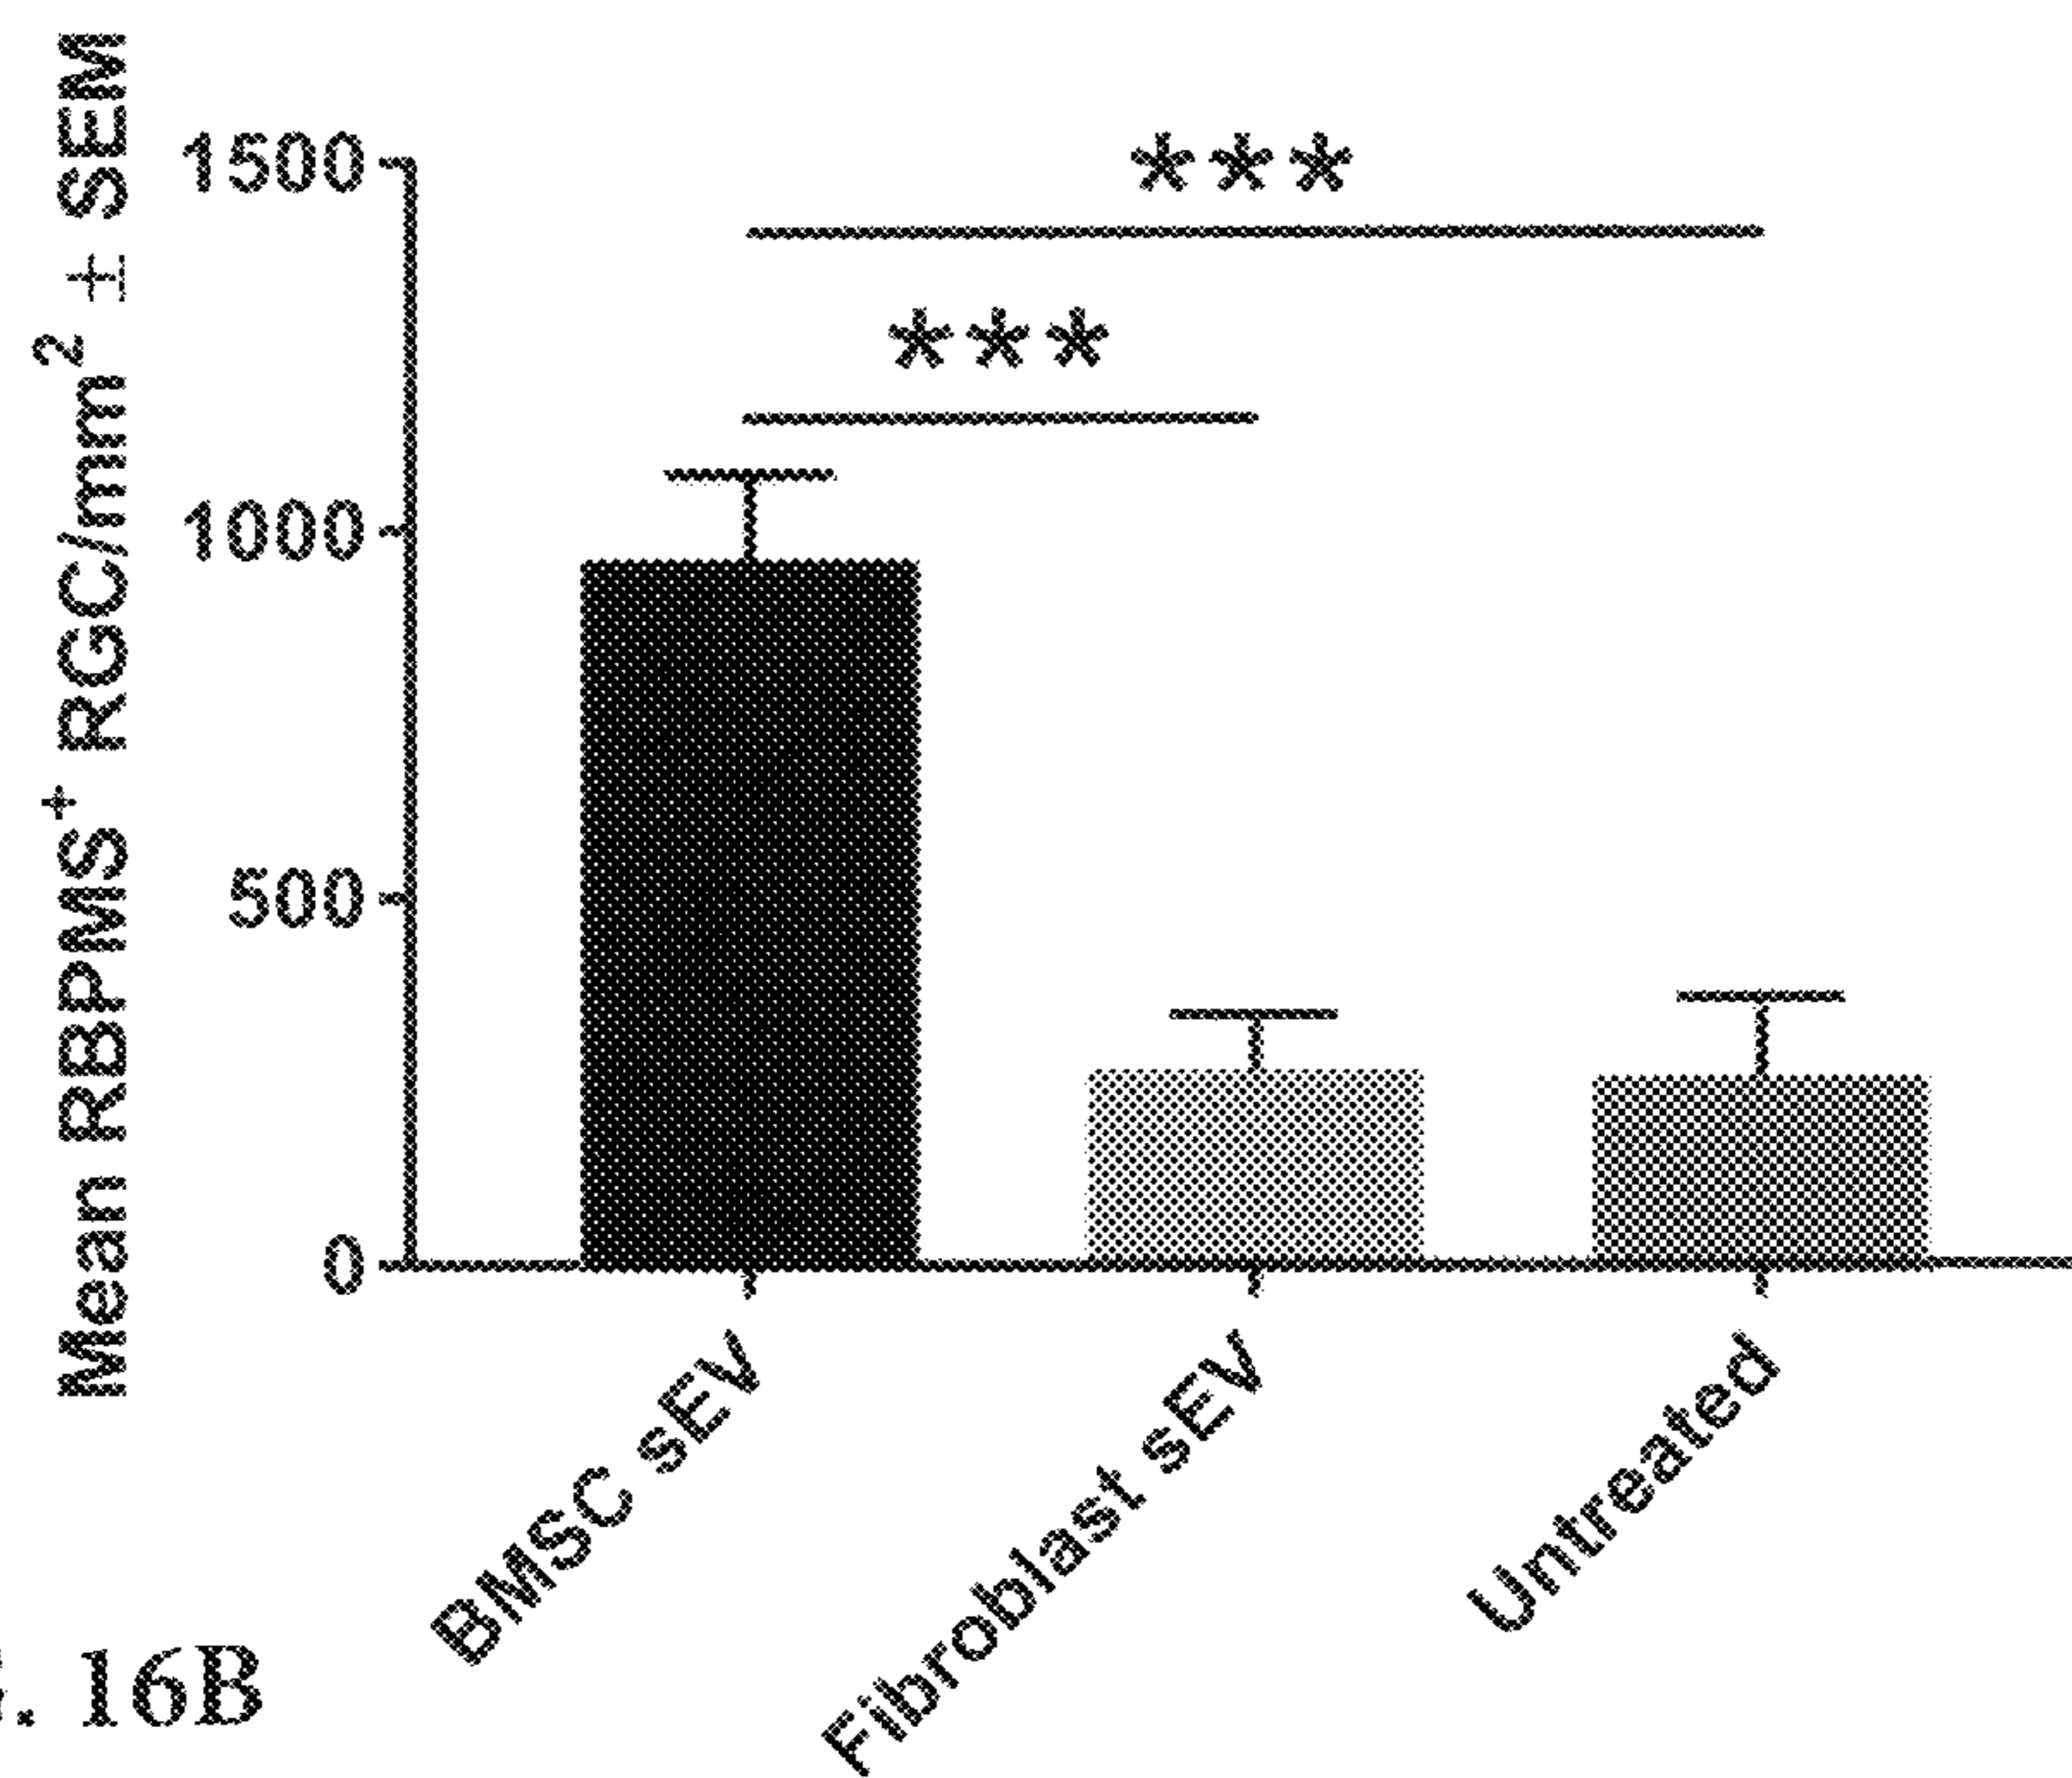 Mean RBPMS⁺ RGC/mm² ± SEM
1500
1000
500
0
***
***
BMSC sEV
Fibroblast sEV
Untreated
. 16B